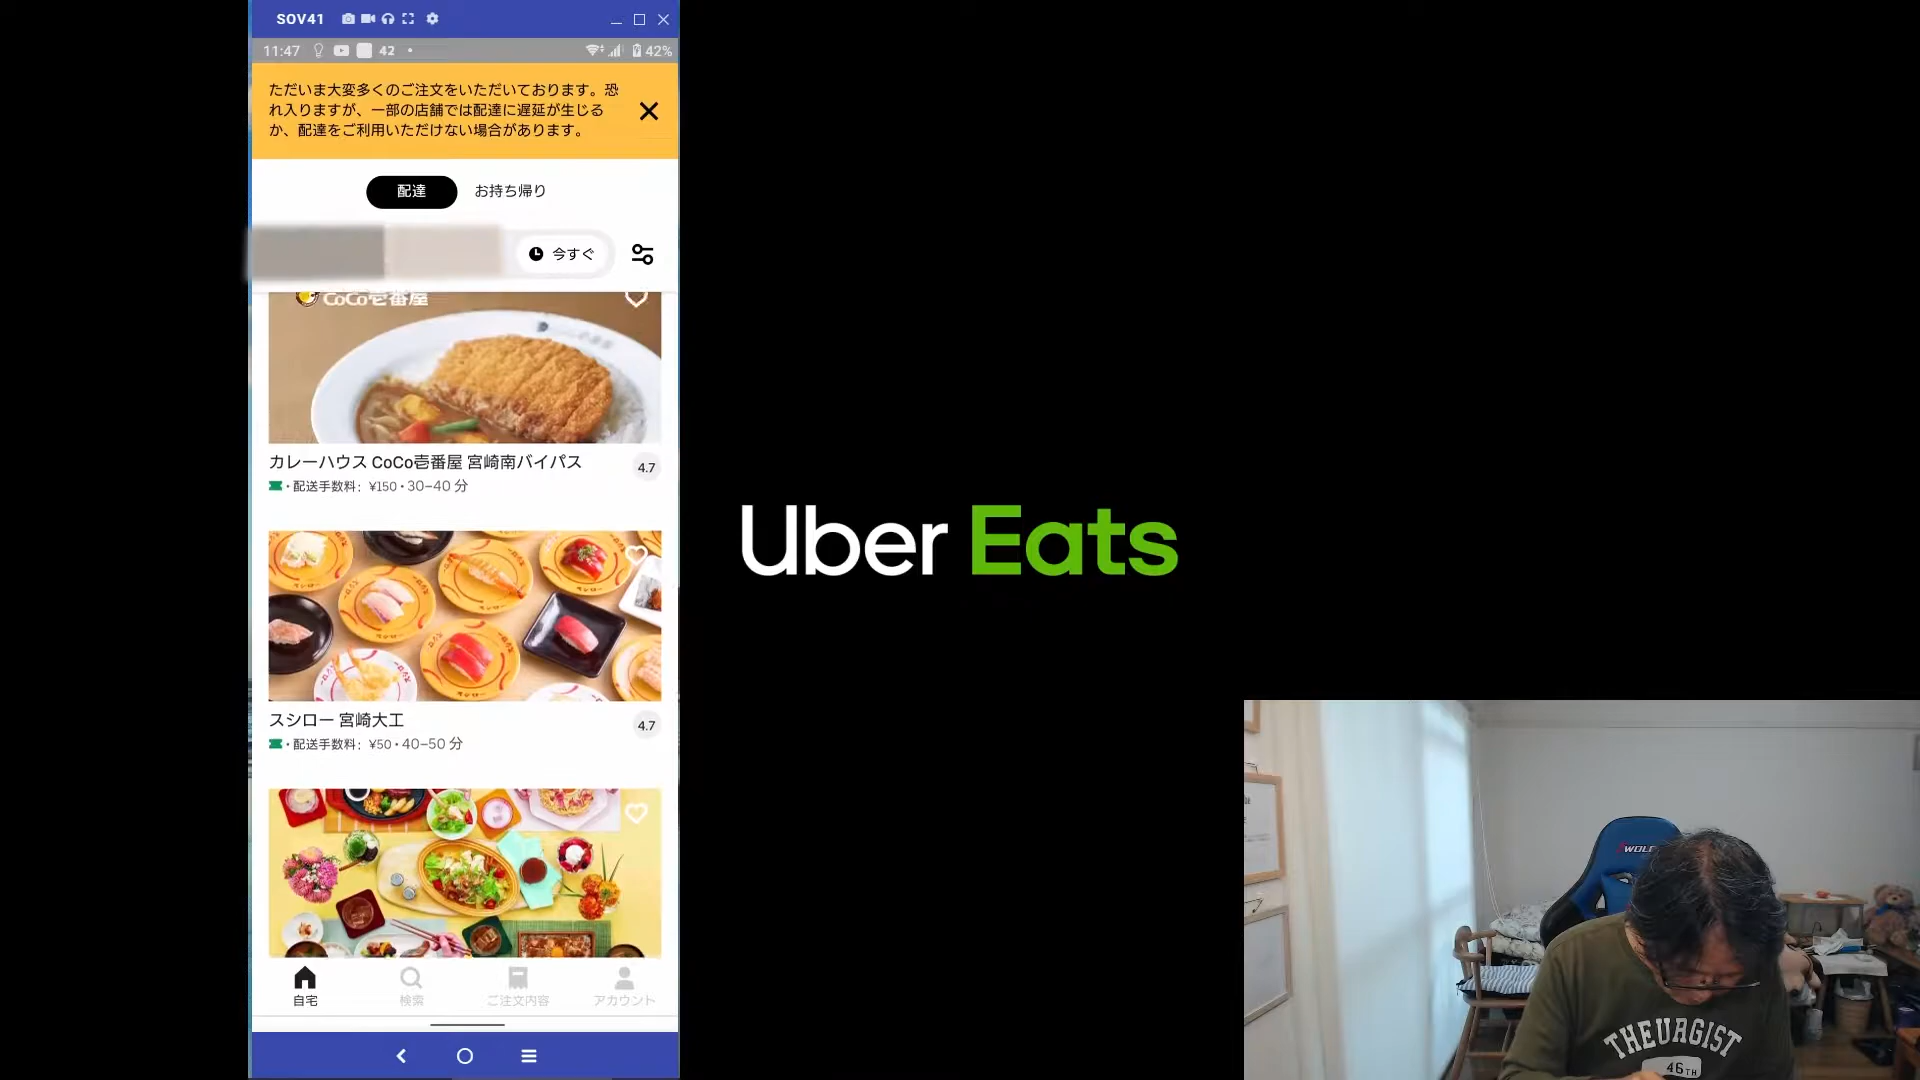 SOV41
11:47
42
42%
ただいま大変多くのご注文をいただいております。恐
れ入りますが、一部の店舗では配達に遅延が生じる
か、配達をご利用いただけない場合があります。
配達
お持ち帰り
今すぐ
CoCo壱番屋
カレーハウス CoCo壱番屋 宮崎南バイパス
4.7
・配送手数料: ¥150・30–40 分
スシロー 宮崎大工
4.7
・配送手数料: ¥50・40–50 分
自宅
検索
ご注文内容
アカウント
Uber Eats
THEURGIST
46TH